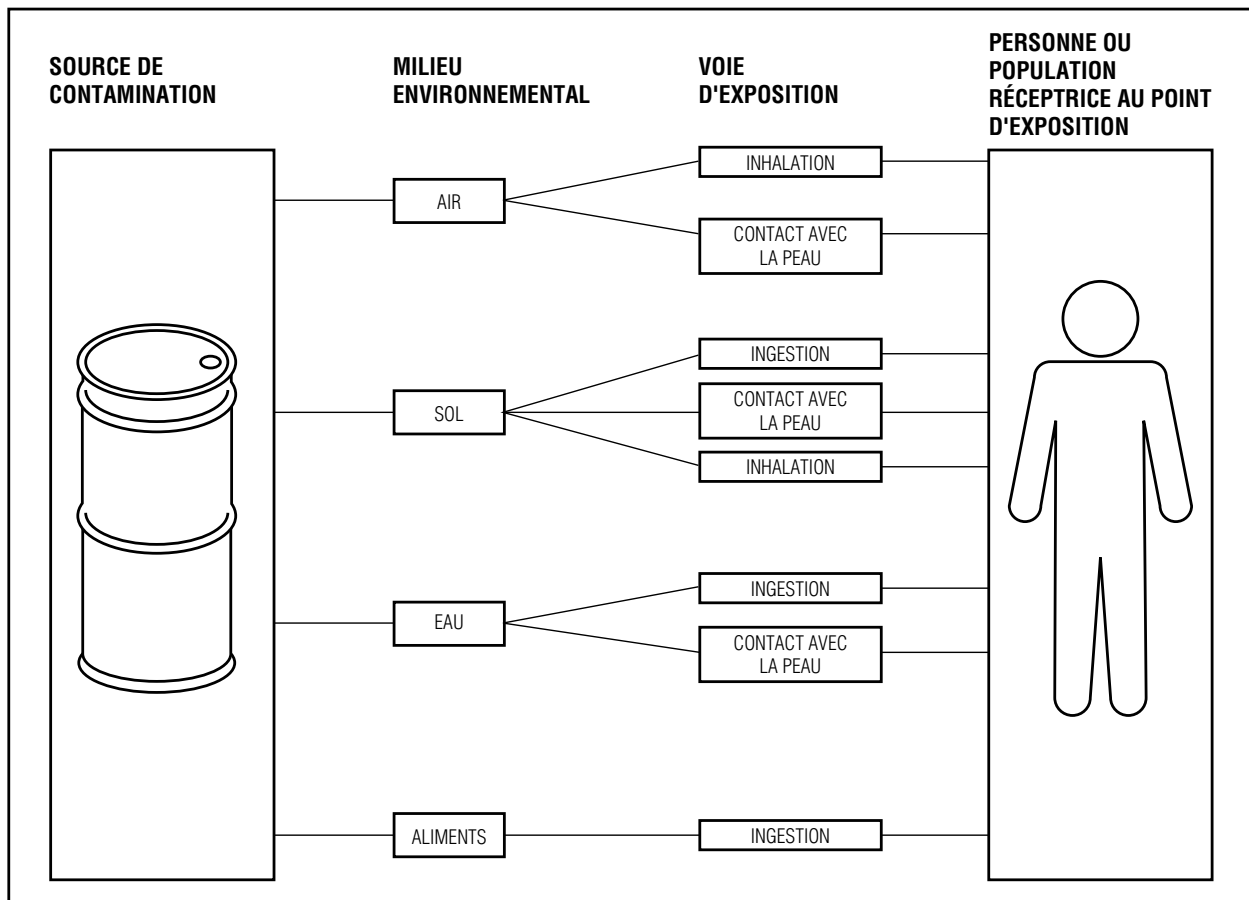 SOURCE DE
CONTAMINATION
MILIEU
ENVIRONNEMENTAL
VOIE
D'EXPOSITION
PERSONNE OU
POPULATION
RÉCEPTRICE AU POINT
D'EXPOSITION
AIR
INHALATION
CONTACT AVEC
LA PEAU
SOL
INGESTION
CONTACT AVEC
LA PEAU
INHALATION
EAU
INGESTION
CONTACT AVEC
LA PEAU
ALIMENTS
INGESTION